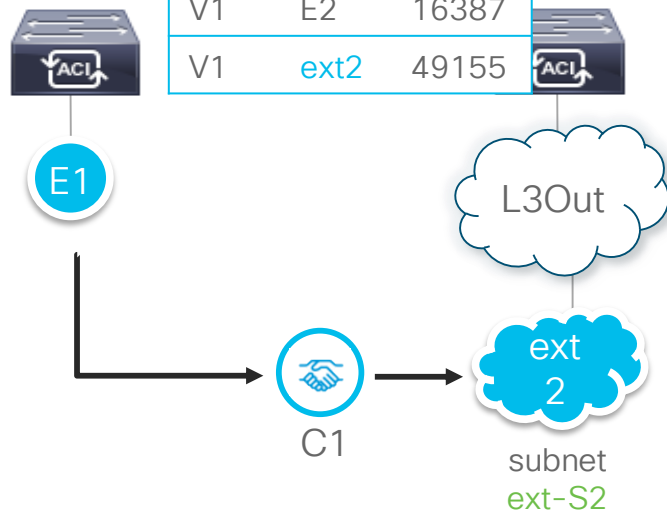 V1 E2 16387
V1 ext2 49155
ACI ACI
E1
L3Out
ext
2
C1
subnet
ext-S2